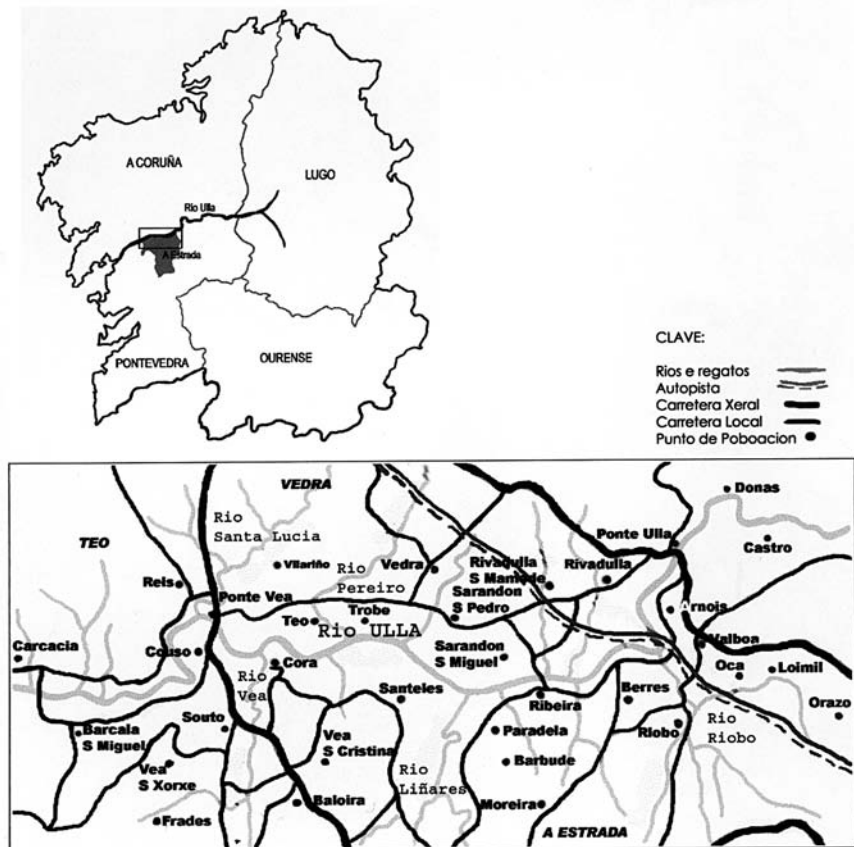 A CORUÑA
LUGO
Rio Ulla
A Estrada
PONTEVEDRA
OURENSE
CLAVE:
Rios e regatos
Autopista
Carretera Xeral
Carretera Local
Punto de Poboacion
VEDRA
Donas
Rio
Santa Lucia
TEO
Ponte Ulla
Castro
Vilariño
Rio
Pereiro
Vedra
Rivadulla
S Mamede
Rivadulla
Reis
Ponte Vea
Sarandon
S Pedro
Arnois
Teo
Trobe
Rio ULLA
Carcacia
Couso
Cora
Sarandon
S Miguel
Valboa
Oca
Loimil
Rio
Vea
Santeles
Ribeira
Berres
Orazo
Barcala
S Miguel
Souto
Paradela
Riobo
Rio
Riobo
Vea
S Cristina
Vea
S Xorxe
Rio
Liñares
Barbude
Baloira
Moreira
Frades
A ESTRADA